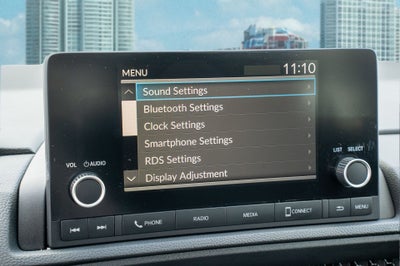 MENU 11:10
Sound Settings
Bluetooth Settings
Clock Settings
Smartphone Settings
RDS Settings
Display Adjustment
VOL AUDIO
LIST SELECT
PHONE RADIO MEDIA CONNECT MENU